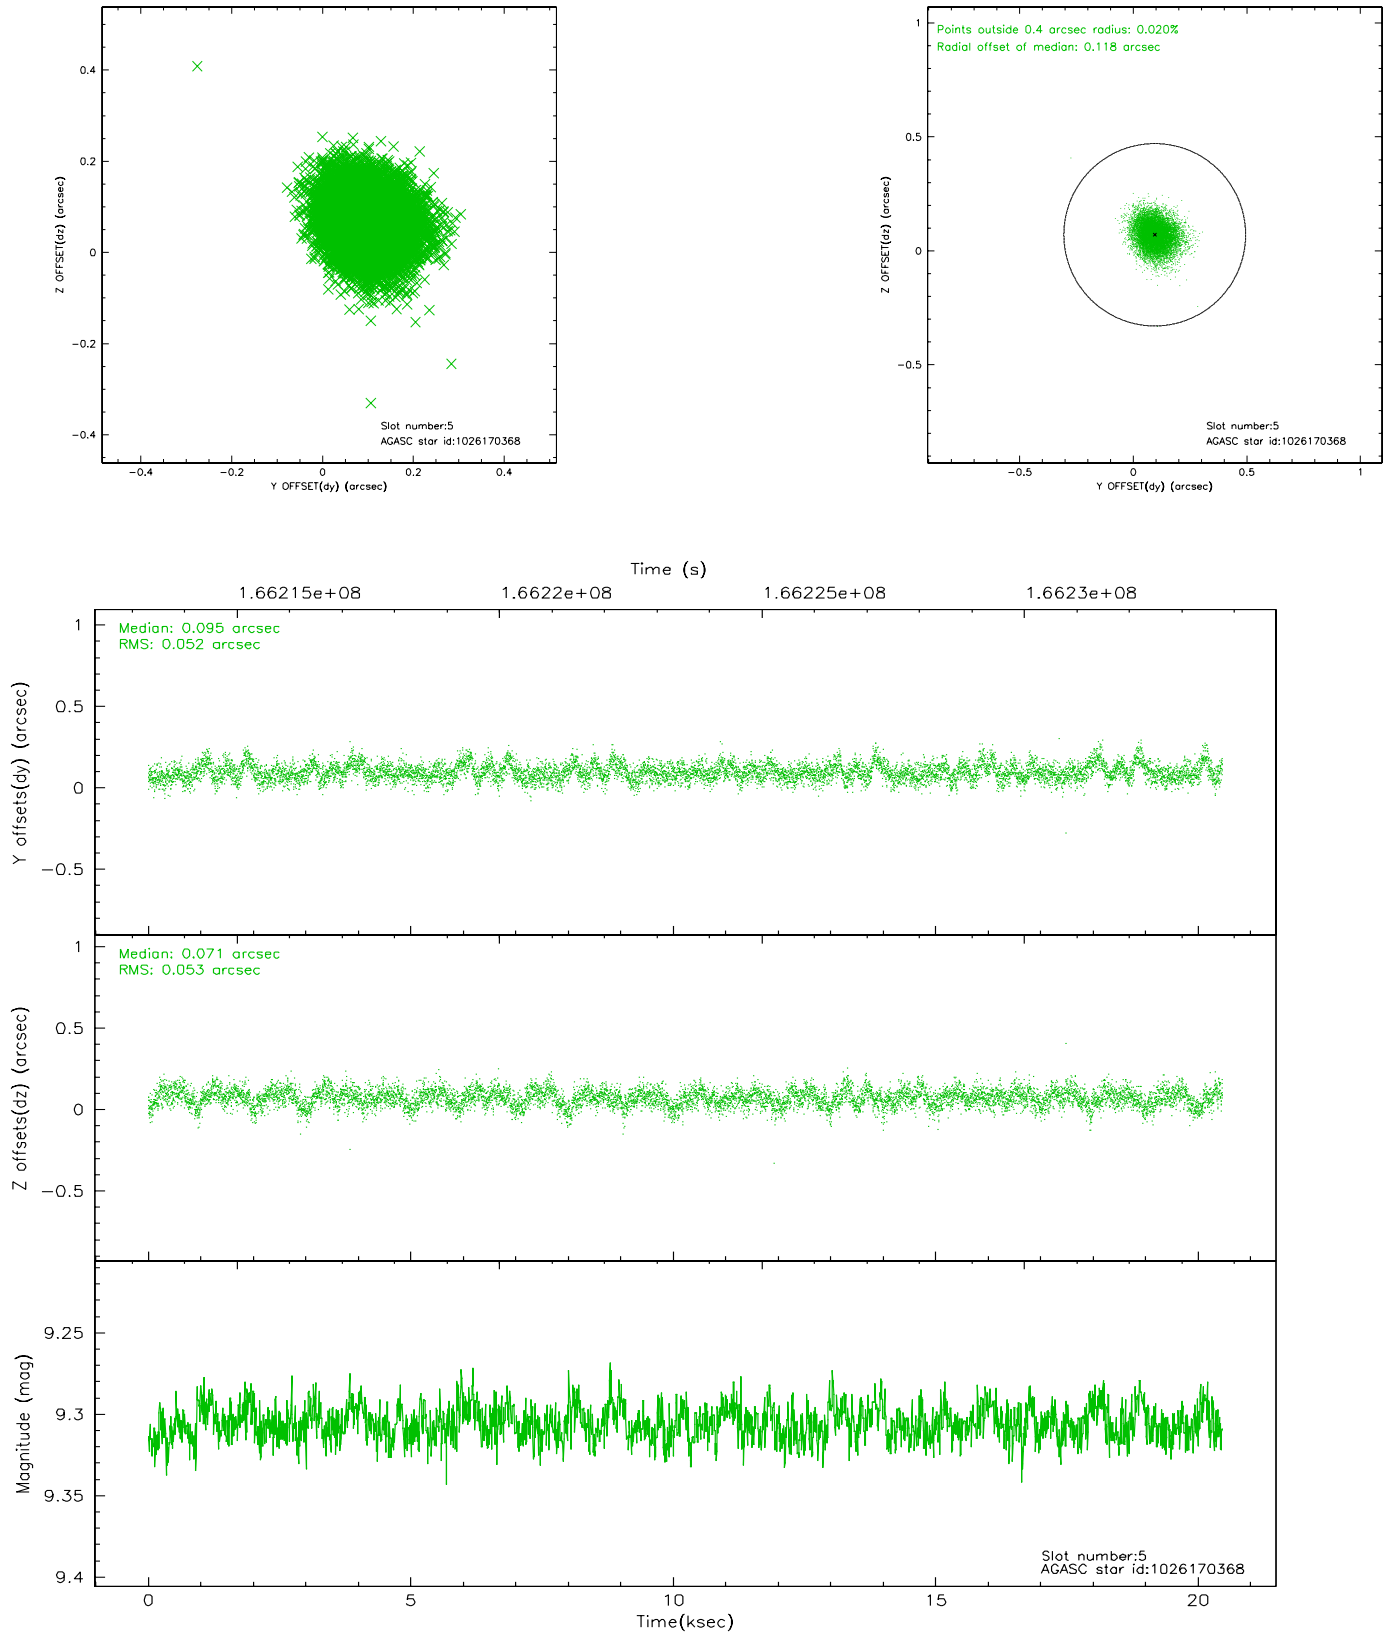 0.4
0.2
0
−0.2
−0.4
Z OFFSET(dz) (arcsec)
Slot number:5
AGASC star id:1026170368
−0.4 −0.2 0 0.2 0.4
Y OFFSET(dy) (arcsec)
Points outside 0.4 arcsec radius: 0.020%
Radial offset of median: 0.118 arcsec
1
0.5
0
−0.5
Z OFFSET(dz) (arcsec)
Slot number:5
AGASC star id:1026170368
−0.5 0 0.5 1
Y OFFSET(dy) (arcsec)
Time (s)
1.66215e+08 1.6622e+08 1.66225e+08 1.6623e+08
Median: 0.095 arcsec
RMS: 0.052 arcsec
1
0.5
0
−0.5
Y offsets(dy) (arcsec)
Median: 0.071 arcsec
RMS: 0.053 arcsec
1
0.5
0
−0.5
Z offsets(dz) (arcsec)
9.25
9.3
9.35
9.4
Magnitude (mag)
Slot number:5
AGASC star id:1026170368
0 5 10 15 20
Time(ksec)